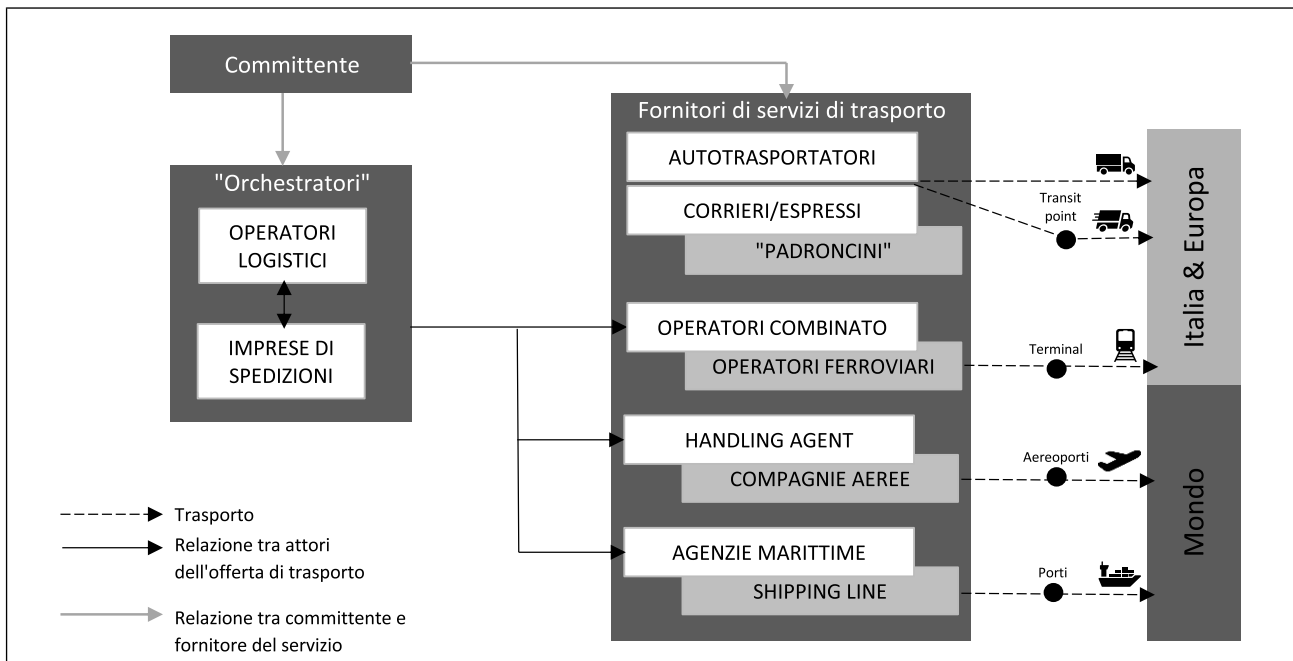 Committente
"Orchestratori"
OPERATORI
LOGISTICI
IMPRESE DI
SPEDIZIONI
Fornitori di servizi di trasporto
AUTOTRASPORTATORI
CORRIERI/ESPRESSI
"PADRONCINI"
OPERATORI COMBINATO
OPERATORI FERROVIARI
HANDLING AGENT
COMPAGNIE AEREE
AGENZIE MARITTIME
SHIPPING LINE
Transit
point
Terminal
Aereoporti
Porti
Italia & Europa
Mondo
Trasporto
Relazione tra attori
dell'offerta di trasporto
Relazione tra committente e
fornitore del servizio